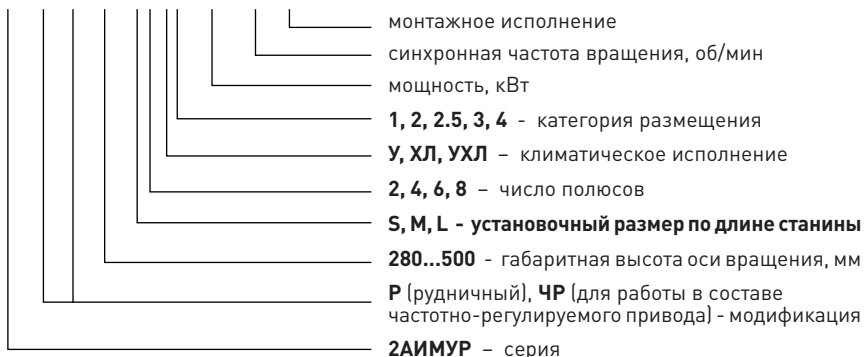 монтажное исполнение
синхронная частота вращения, об/мин
мощность, кВт
1, 2, 2.5, 3, 4 - категория размещения
У, ХЛ, УХЛ – климатическое исполнение
2, 4, 6, 8 – число полюсов
S, M, L - установочный размер по длине станины
280...500 - габаритная высота оси вращения, мм
Р (рудничный), ЧР (для работы в составе
частотно-регулируемого привода) - модификация
2АИМУР – серия